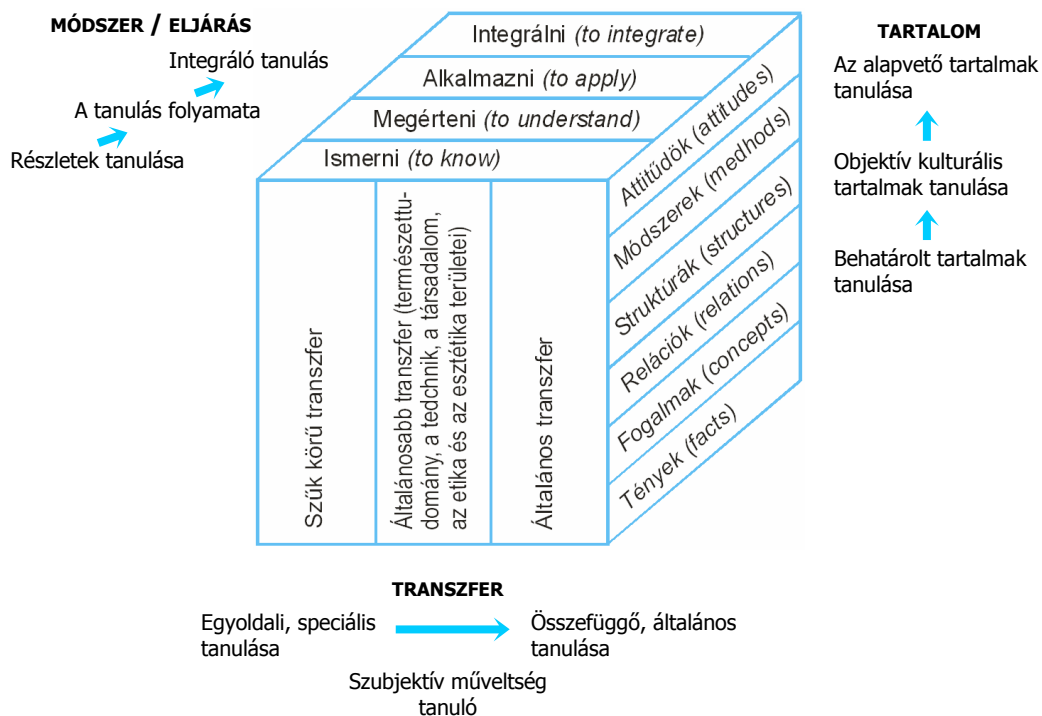 MÓDSZER / ELJÁRÁS
Integráló tanulás
A tanulás folyamata
Részletek tanulása
Integrálni (to integrate)
Alkalmazni (to apply)
Megérteni (to understand)
Ismerni (to know)
TARTALOM
Az alapvető tartalmak
tanulása
Objektív kulturális
tartalmak tanulása
Behatárolt tartalmak
tanulása
Attitűdök (attitudes)
Módszerek (medhods)
Struktúrák (structures)
Relációk (relations)
Fogalmak (concepts)
Tények (facts)
Szűk körű transzfer
Általánosabb transzfer (természettu-
domány, a tedchnik, a társadalom,
az etika és az esztétika területei)
Általános transzfer
TRANSZFER
Egyoldali, speciális
tanulása
Összefüggő, általános
tanulása
Szubjektív műveltség
tanuló